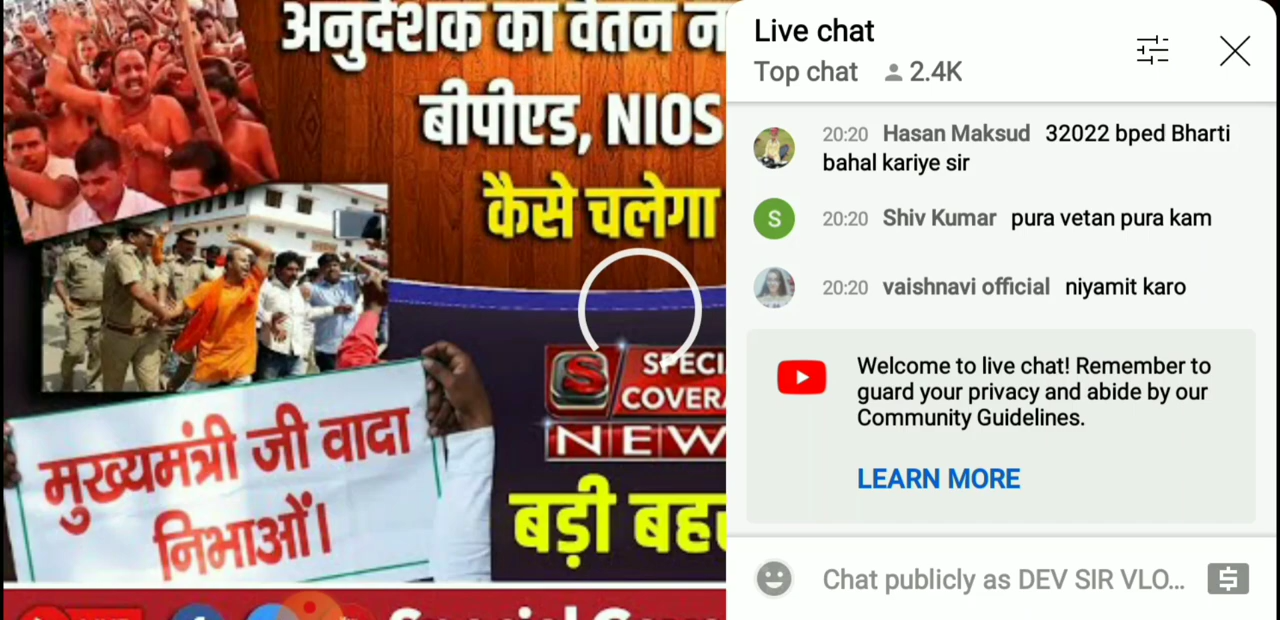 अनुदेशक का वेतन
बीपीएड, NIOS
कैसे चलेगा
SPECI
COVERA
NEW
मुख्यमंत्री जी वादा
निभाओं।
बड़ी
Live chat
Top chat 2.4K
20:20 Hasan Maksud 32022 bped Bharti
bahal kariye sir
S 20:20 Shiv Kumar pura vetan pura kam
20:20 vaishnavi official niyamit karo
Welcome to live chat! Remember to
guard your privacy and abide by our
Community Guidelines.
LEARN MORE
Chat publicly as DEV SIR VLO...